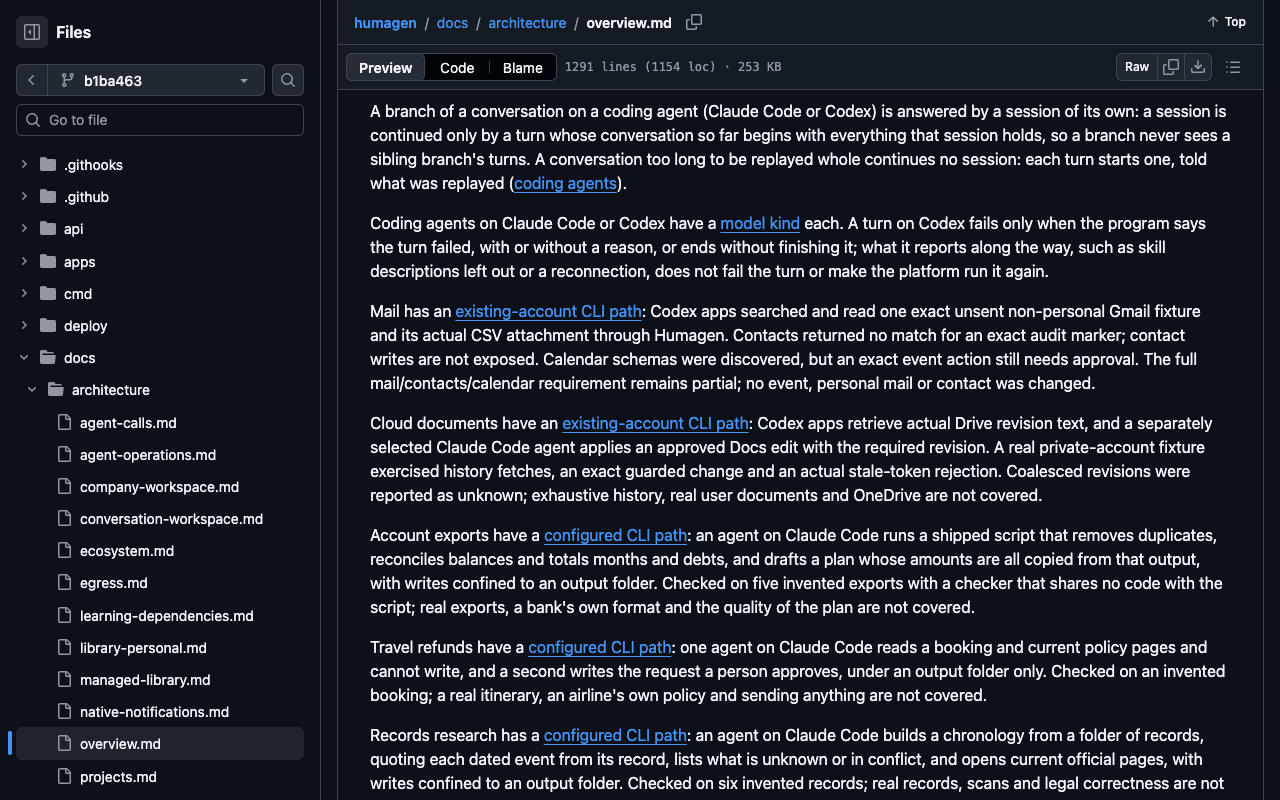 Files
b1ba463
Go to file
.githooks
.github
api
apps
cmd
deploy
docs
architecture
agent-calls.md
agent-operations.md
company-workspace.md
conversation-workspace.md
ecosystem.md
egress.md
learning-dependencies.md
library-personal.md
managed-library.md
native-notifications.md
overview.md
projects.md
humagen / docs / architecture / overview.md
Top
Preview Code Blame 1291 lines (1154 loc) · 253 KB Raw
A branch of a conversation on a coding agent (Claude Code or Codex) is answered by a session of its own: a session is
continued only by a turn whose conversation so far begins with everything that session holds, so a branch never sees a
sibling branch's turns. A conversation too long to be replayed whole continues no session: each turn starts one, told
what was replayed (coding agents).
Coding agents on Claude Code or Codex have a model kind each. A turn on Codex fails only when the program says
the turn failed, with or without a reason, or ends without finishing it; what it reports along the way, such as skill
descriptions left out or a reconnection, does not fail the turn or make the platform run it again.
Mail has an existing-account CLI path: Codex apps searched and read one exact unsent non-personal Gmail fixture
and its actual CSV attachment through Humagen. Contacts returned no match for an exact audit marker; contact
writes are not exposed. Calendar schemas were discovered, but an exact event action still needs approval. The full
mail/contacts/calendar requirement remains partial; no event, personal mail or contact was changed.
Cloud documents have an existing-account CLI path: Codex apps retrieve actual Drive revision text, and a separately
selected Claude Code agent applies an approved Docs edit with the required revision. A real private-account fixture
exercised history fetches, an exact guarded change and an actual stale-token rejection. Coalesced revisions were
reported as unknown; exhaustive history, real user documents and OneDrive are not covered.
Account exports have a configured CLI path: an agent on Claude Code runs a shipped script that removes duplicates,
reconciles balances and totals months and debts, and drafts a plan whose amounts are all copied from that output,
with writes confined to an output folder. Checked on five invented exports with a checker that shares no code with the
script; real exports, a bank's own format and the quality of the plan are not covered.
Travel refunds have a configured CLI path: one agent on Claude Code reads a booking and current policy pages and
cannot write, and a second writes the request a person approves, under an output folder only. Checked on an invented
booking; a real itinerary, an airline's own policy and sending anything are not covered.
Records research has a configured CLI path: an agent on Claude Code builds a chronology from a folder of records,
quoting each dated event from its record, lists what is unknown or in conflict, and opens current official pages, with
writes confined to an output folder. Checked on six invented records; real records, scans and legal correctness are not